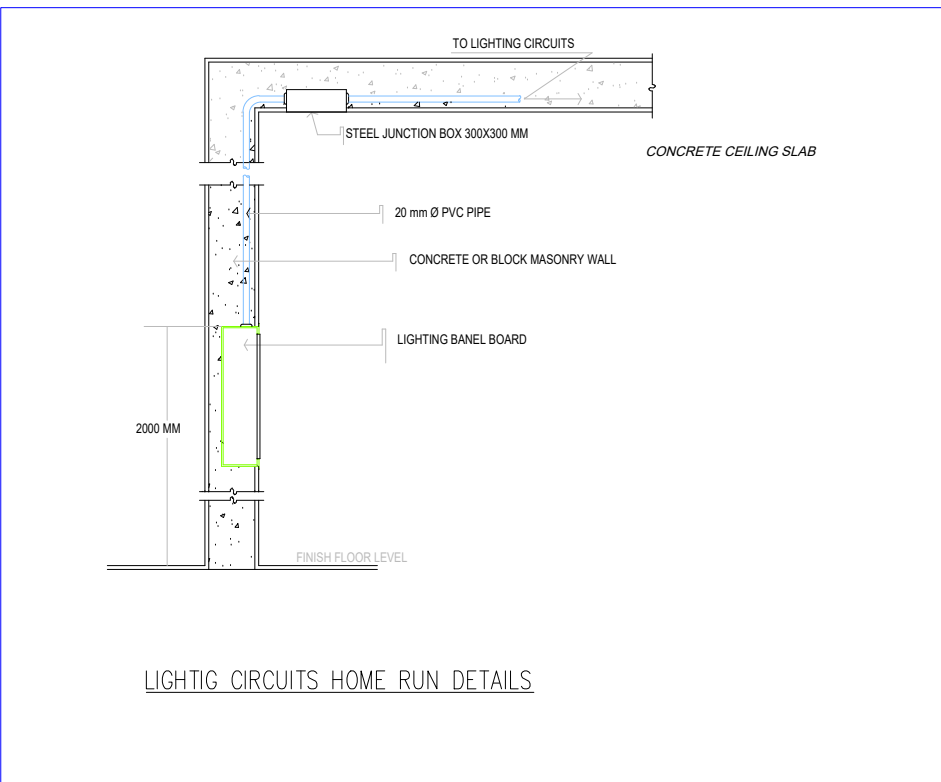 TO LIGHTING CIRCUITS
STEEL JUNCTION BOX 300X300 MM
CONCRETE CEILING SLAB
20 mm Ø PVC PIPE
CONCRETE OR BLOCK MASONRY WALL
LIGHTING BANEL BOARD
2000 MM
FINISH FLOOR LEVEL
LIGHTIG CIRCUITS HOME RUN DETAILS